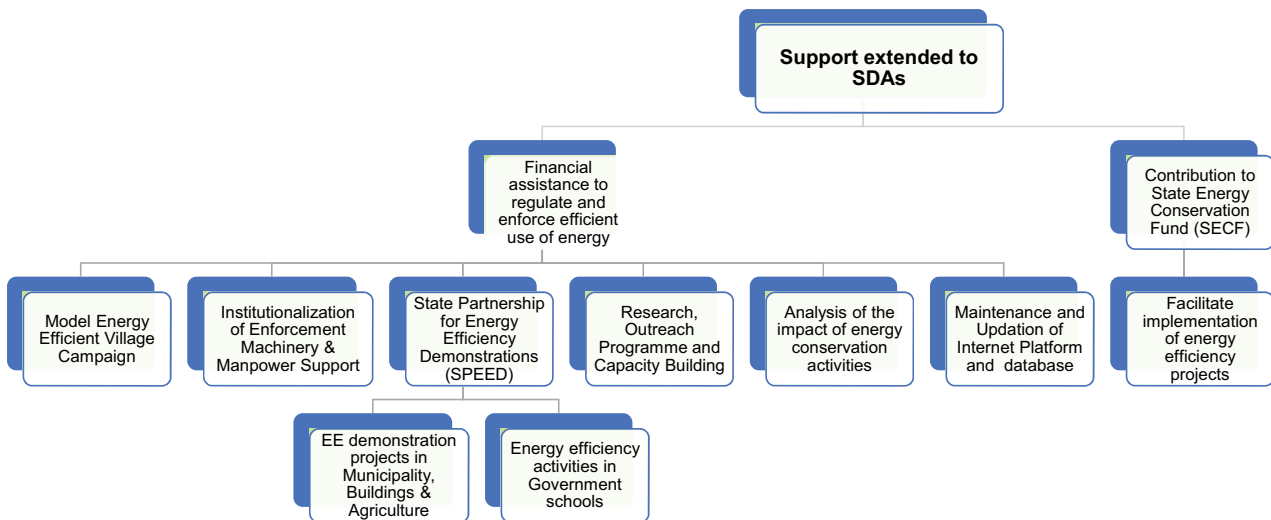 Support extended to
SDAs
Financial
assistance to
regulate and
enforce efficient
use of energy
Contribution to
State Energy
Conservation
Fund (SECF)
Model Energy
Efficient Village
Campaign
Institutionalization
of Enforcement
Machinery &
Manpower Support
State Partnership
for Energy
Efficiency
Demonstrations
(SPEED)
Research,
Outreach
Programme and
Capacity Building
Analysis of the
impact of energy
conservation
activities
Maintenance and
Updation of
Internet Platform
and database
Facilitate
implementation
of energy
efficiency
projects
EE demonstration
projects in
Municipality,
Buildings &
Agriculture
Energy efficiency
activities in
Government
schools